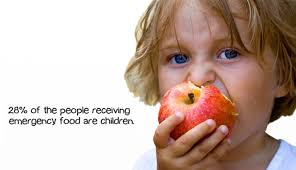 28% of the people receiving
emergency food are children.